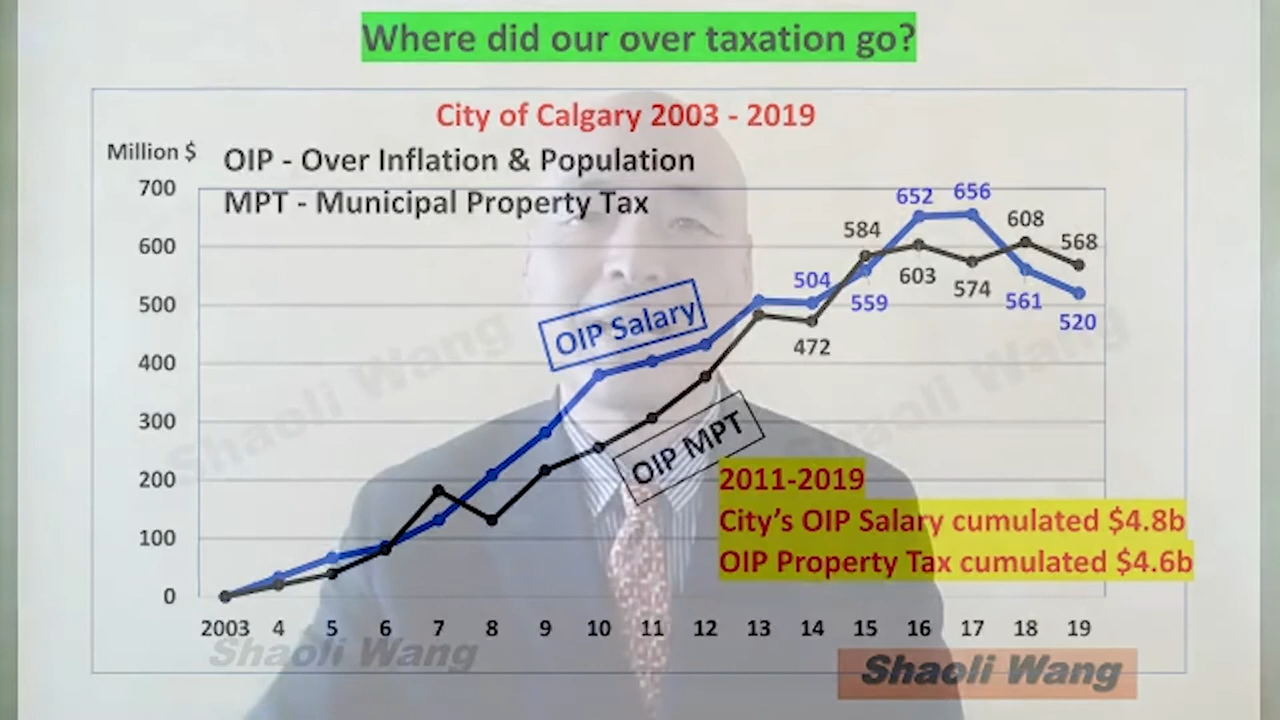 Where did our over taxation go?
City of Calgary 2003 - 2019
Million $
OIP - Over Inflation & Population
MPT - Municipal Property Tax
700
600
500
400
300
200
100
0
652 656
584 608 568
504 559 603 574 561 520
472
OIP Salary
OIP MPT
2011-2019
City's OIP Salary cumulated $4.8b
OIP Property Tax cumulated $4.6b
2003 4 5 6 7 8 9 10 11 12 13 14 15 16 17 18 19
Shaoli Wang
Shaoli Wang
Shaoli Wang
Shaoli Wang